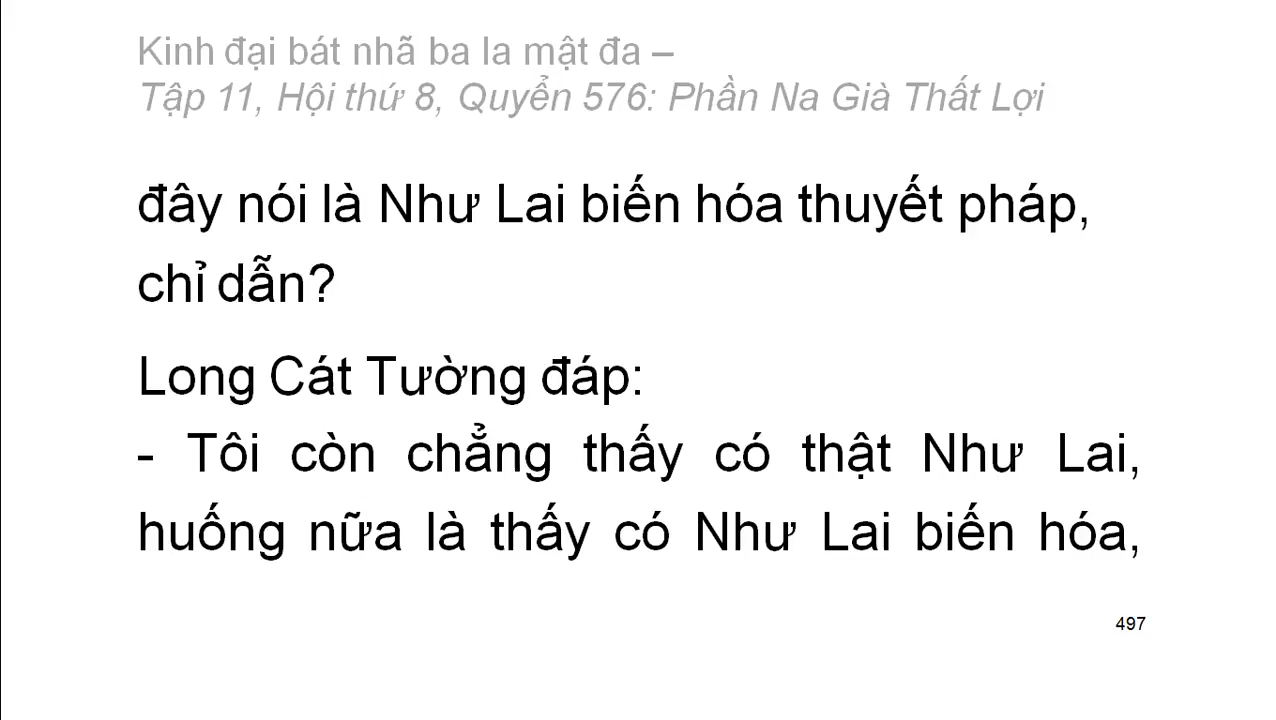 Kinh đại bát nhã ba la mật đa –
Tập 11, Hội thứ 8, Quyển 576: Phần Na Già Thất Lợi
đây nói là Như Lai biến hóa thuyết pháp,
chỉ dẫn?
Long Cát Tường đáp:
- Tôi còn chẳng thấy có thật Như Lai,
huống nữa là thấy có Như Lai biến hóa,
497